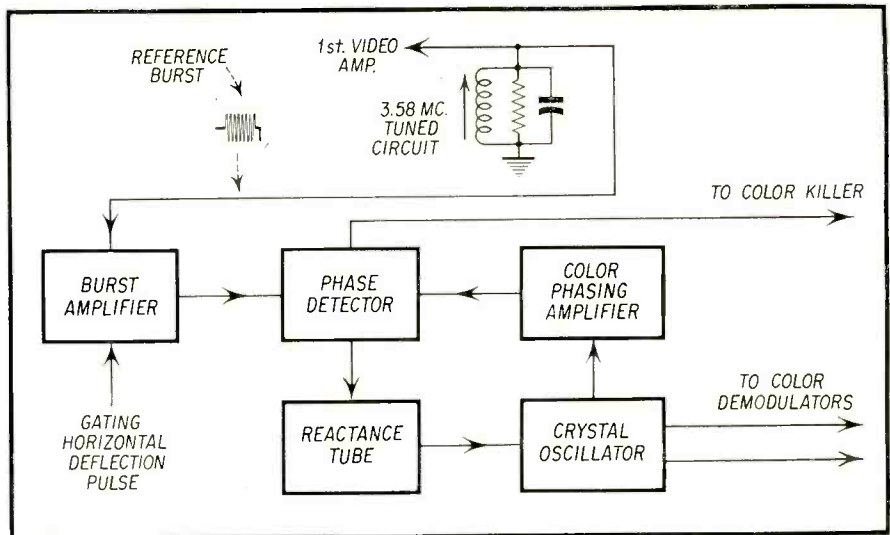 REFERENCE
BURST
1st. VIDEO
AMP.
3.58 MC.
TUNED
CIRCUIT
TO COLOR KILLER
BURST
AMPLIFIER
PHASE
DETECTOR
COLOR
PHASING
AMPLIFIER
GATING
HORIZONTAL
DEFLECTION
PULSE
REACTANCE
TUBE
CRYSTAL
OSCILLATOR
TO COLOR
DEMODULATORS